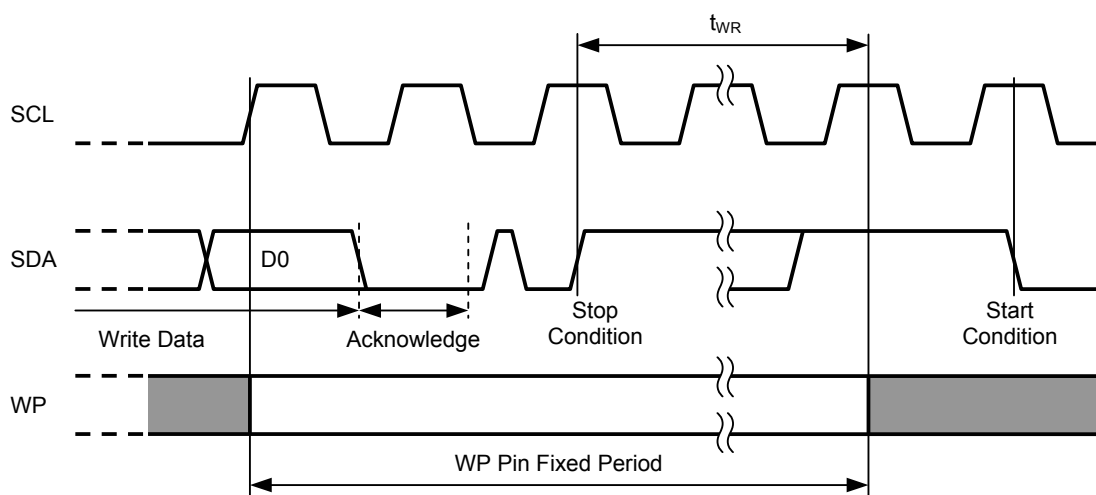 tWR
SCL
SDA
D0
Write Data
Acknowledge
Stop
Condition
Start
Condition
WP
WP Pin Fixed Period